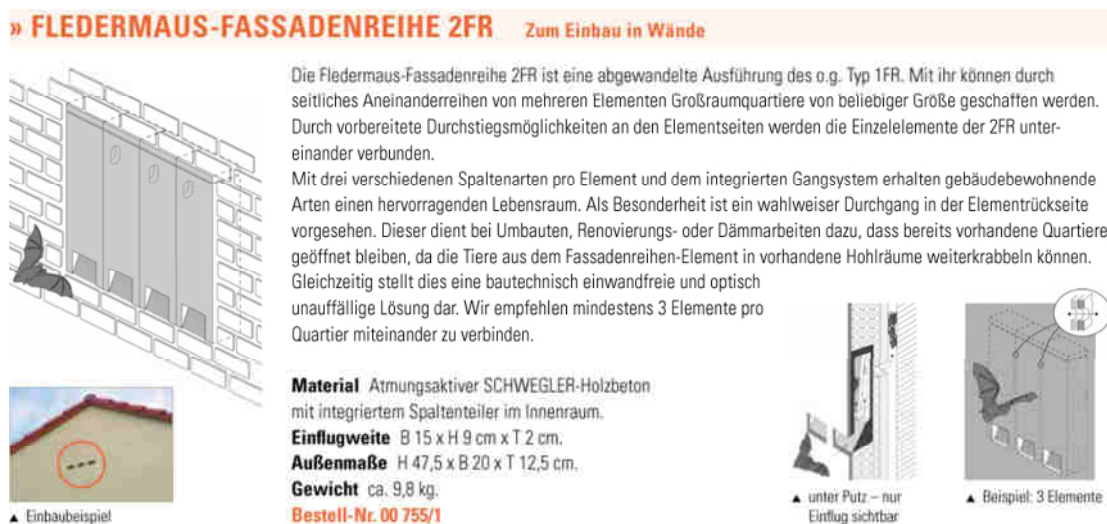 » FLEDERMAUS-FASSADENREIHE 2FR Zum Einbau in Wände
Die Fledermaus-Fassadenreihe 2FR ist eine abgewandelte Ausführung des o.g. Typ 1FR. Mit ihr können durch
seitliches Aneinanderreihen von mehreren Elementen Großraumquartiere von beliebiger Größe geschaffen werden.
Durch vorbereitete Durchstiegsmöglichkeiten an den Elementseiten werden die Einzelelemente der 2FR unter-
einander verbunden.
Mit drei verschiedenen Spaltenarten pro Element und dem integrierten Gangsystem erhalten gebäudebewohnende
Arten einen hervorragenden Lebensraum. Als Besonderheit ist ein wahlweiser Durchgang in der Elementrückseite
vorgesehen. Dieser dient bei Umbauten, Renovierungs- oder Dämmarbeiten dazu, dass bereits vorhandene Quartiere
geöffnet bleiben, da die Tiere aus dem Fassadenreihen-Element in vorhandene Hohlräume weiterkrabbeln können.
Gleichzeitig stellt dies eine bautechnisch einwandfreie und optisch
unauffällige Lösung dar. Wir empfehlen mindestens 3 Elemente pro
Quartier miteinander zu verbinden.
Material Atmungsaktiver SCHWEGLER-Holzbeton
mit integriertem Spaltenteiler im Innenraum.
Einflugweite B 15 x H 9 cm x T 2 cm.
Außenmaße H 47,5 x B 20 x T 12,5 cm.
Gewicht ca. 9,8 kg.
Bestell-Nr. 00 755/1
▲ Einbaubeispiel
▲ unter Putz – nur
Einflug sichtbar
▲ Beispiel: 3 Elemente